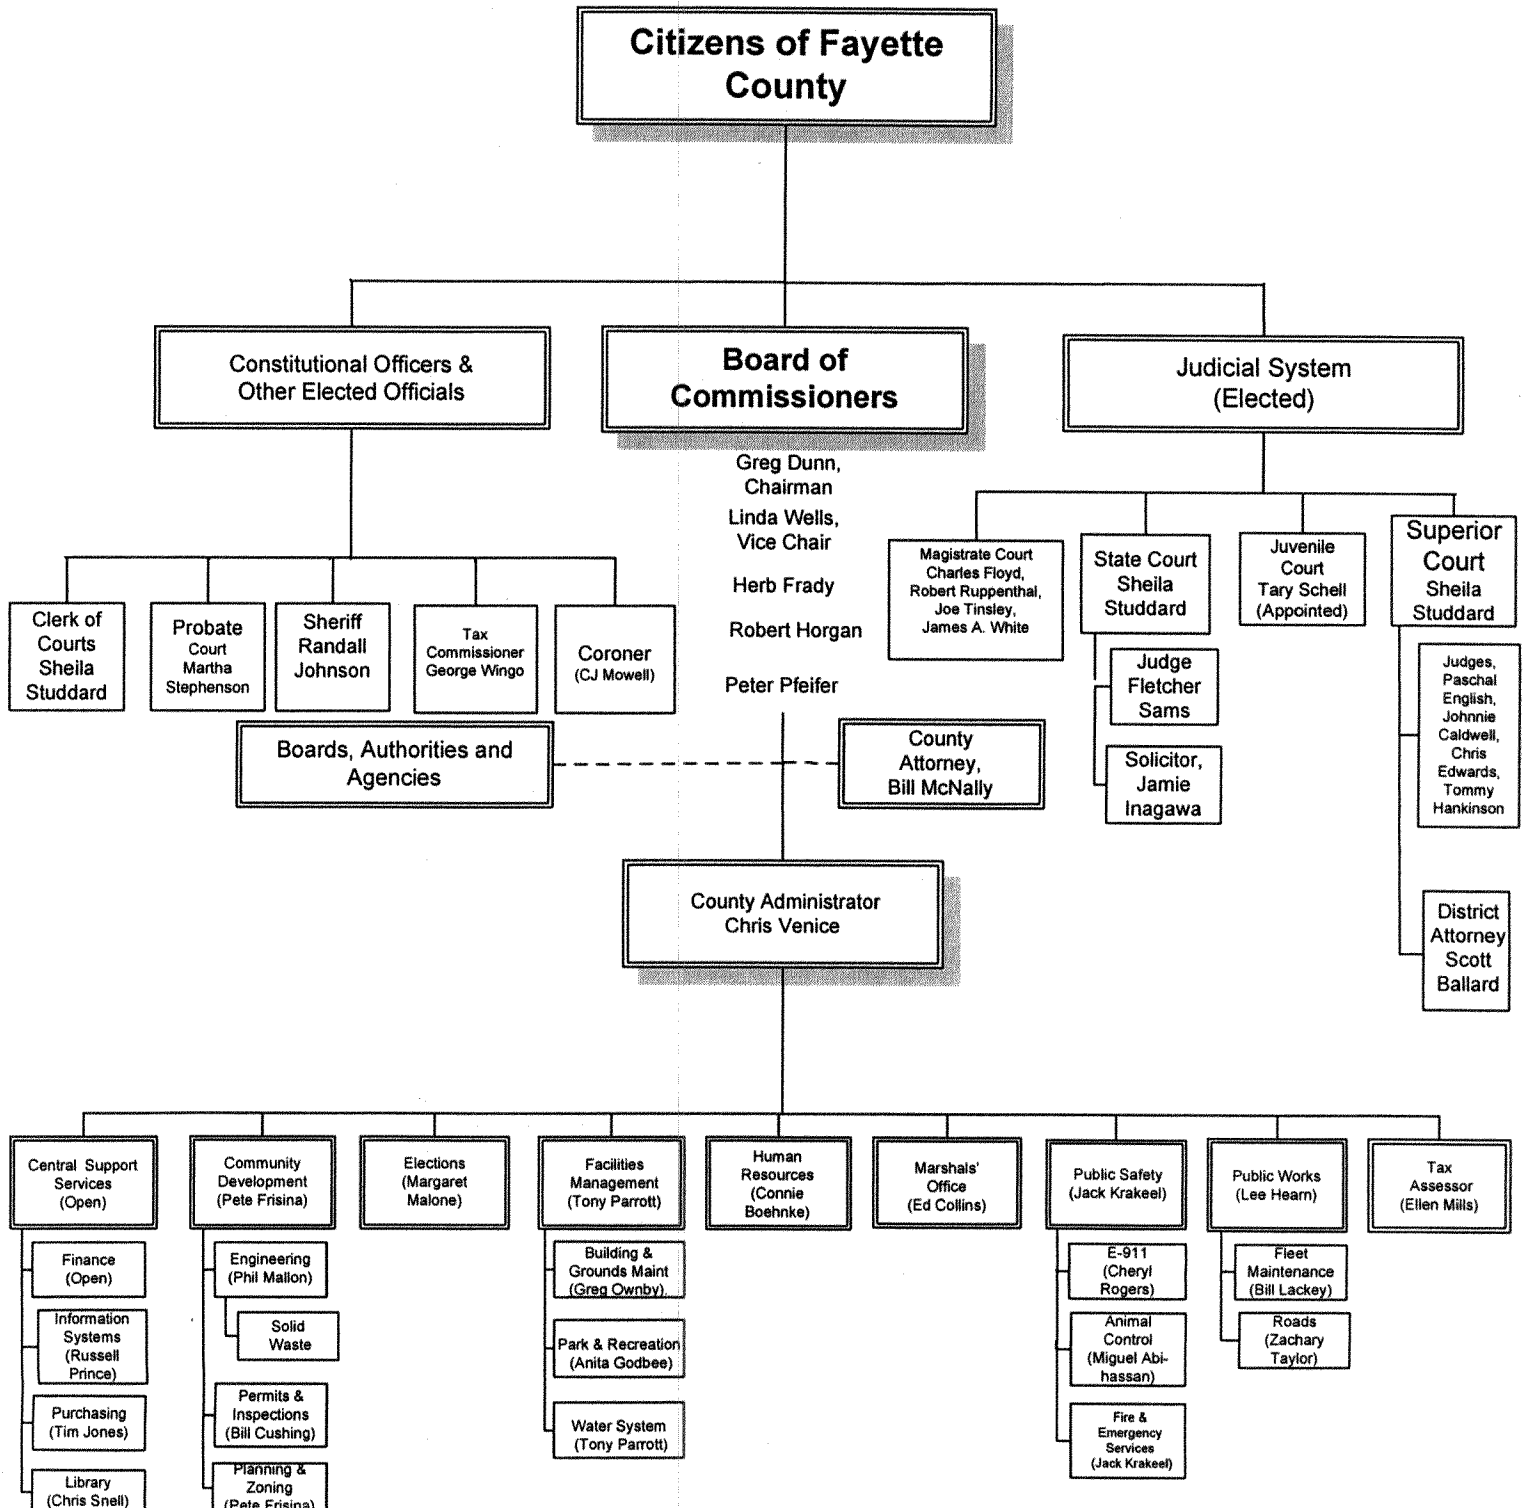 Citizens of Fayette
County
Constitutional Officers &
Other Elected Officials
Board of
Commissioners
Judicial System
(Elected)
Greg Dunn,
Chairman
Linda Wells,
Vice Chair
Herb Frady
Robert Horgan
Peter Pfeifer
Clerk of
Courts
Sheila
Studdard
Probate
Court
Martha
Stephenson
Sheriff
Randall
Johnson
Tax
Commissioner
George Wingo
Coroner
(CJ Mowell)
Magistrate Court
Charles Floyd,
Robert Ruppenthal,
Joe Tinsley,
James A. White
State Court
Sheila
Studdard
Judge
Fletcher
Sams
Solicitor,
Jamie
Inagawa
Juvenile
Court
Tary Schell
(Appointed)
Superior
Court
Sheila
Studdard
Judges,
Paschal
English,
Johnnie
Caldwell,
Chris
Edwards,
Tommy
Hankinson
District
Attorney
Scott
Ballard
Boards, Authorities and
Agencies
County
Attorney,
Bill McNally
County Administrator
Chris Venice
Central Support
Services
(Open)
Finance
(Open)
Information
Systems
(Russell
Prince)
Purchasing
(Tim Jones)
Library
(Chris Snell)
Community
Development
(Pete Frisina)
Engineering
(Phil Mallon)
Solid
Waste
Permits &
Inspections
(Bill Cushing)
Planning &
Zoning
(Pete Frisina)
Elections
(Margaret
Malone)
Facilities
Management
(Tony Parrott)
Building &
Grounds Maint
(Greg Ownby).
Park & Recreation
(Anita Godbee)
Water System
(Tony Parrott)
Human
Resources
(Connie
Boehnke)
Marshals'
Office
(Ed Collins)
Public Safety
(Jack Krakeel)
E-911
(Cheryl
Rogers)
Animal
Control
(Miguel Abi-
hassan)
Fire &
Emergency
Services
(Jack Krakeel)
Public Works
(Lee Hearn)
Fleet
Maintenance
(Bill Lackey)
Roads
(Zachary
Taylor)
Tax
Assessor
(Ellen Mills)